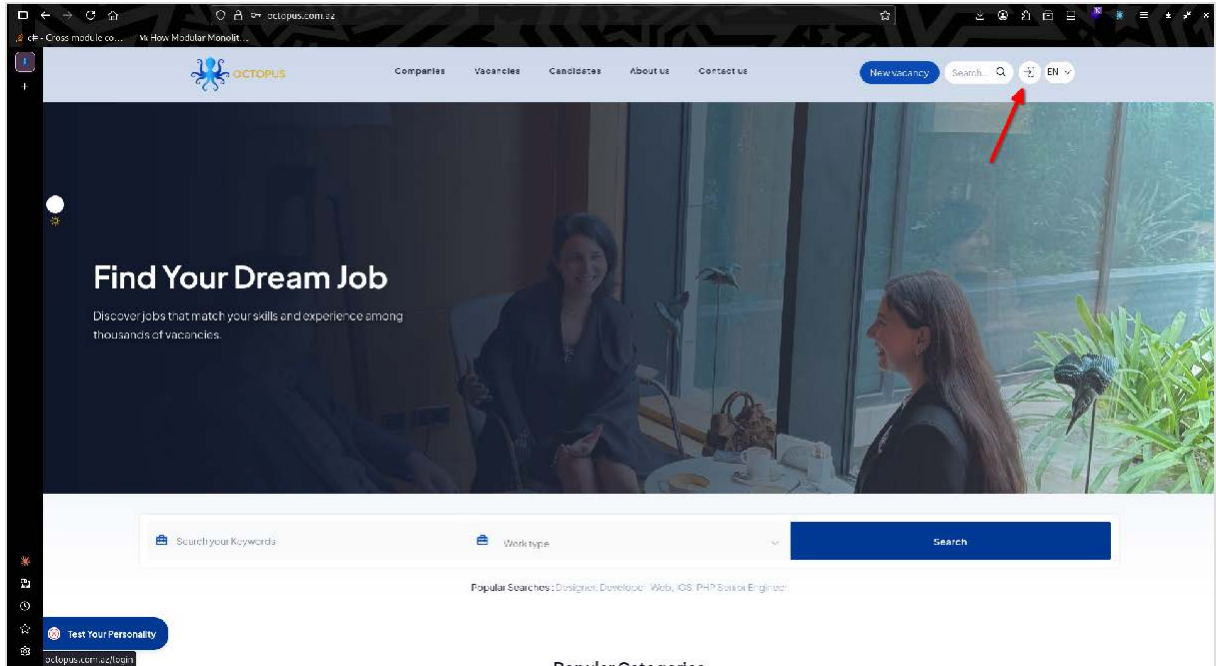 octopus.com.az
c# - Cross module co... How Modular Monolit...
OCTOPUS
Companies Vacancies Candidates About us Contact us New vacancy Search... EN
Find Your Dream Job
Discover jobs that match your skills and experience among
thousands of vacancies.
Search your Keywords Work type Search
Popular Searches : Designer, Developer, Web, IOS, PHP Senior Engineer
Test Your Personality
octopus.com.az/login
Popular Categories